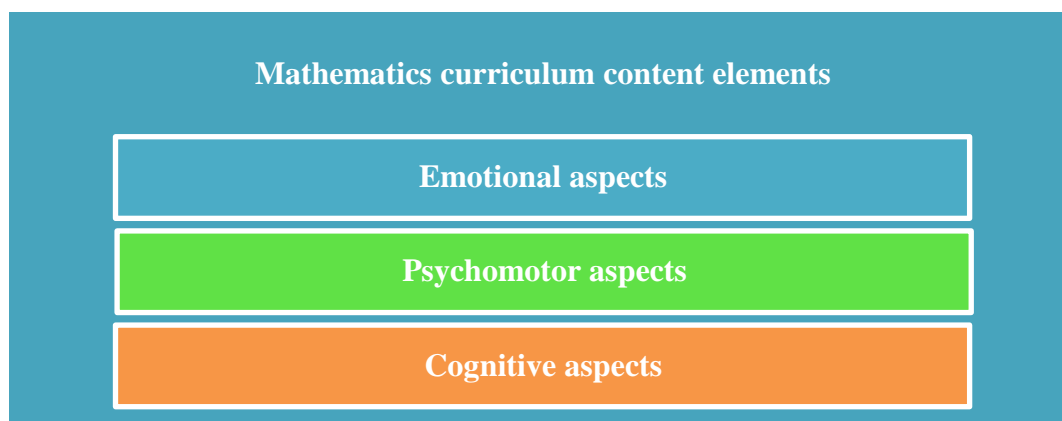 Mathematics curriculum content elements
Emotional aspects
Psychomotor aspects
Cognitive aspects